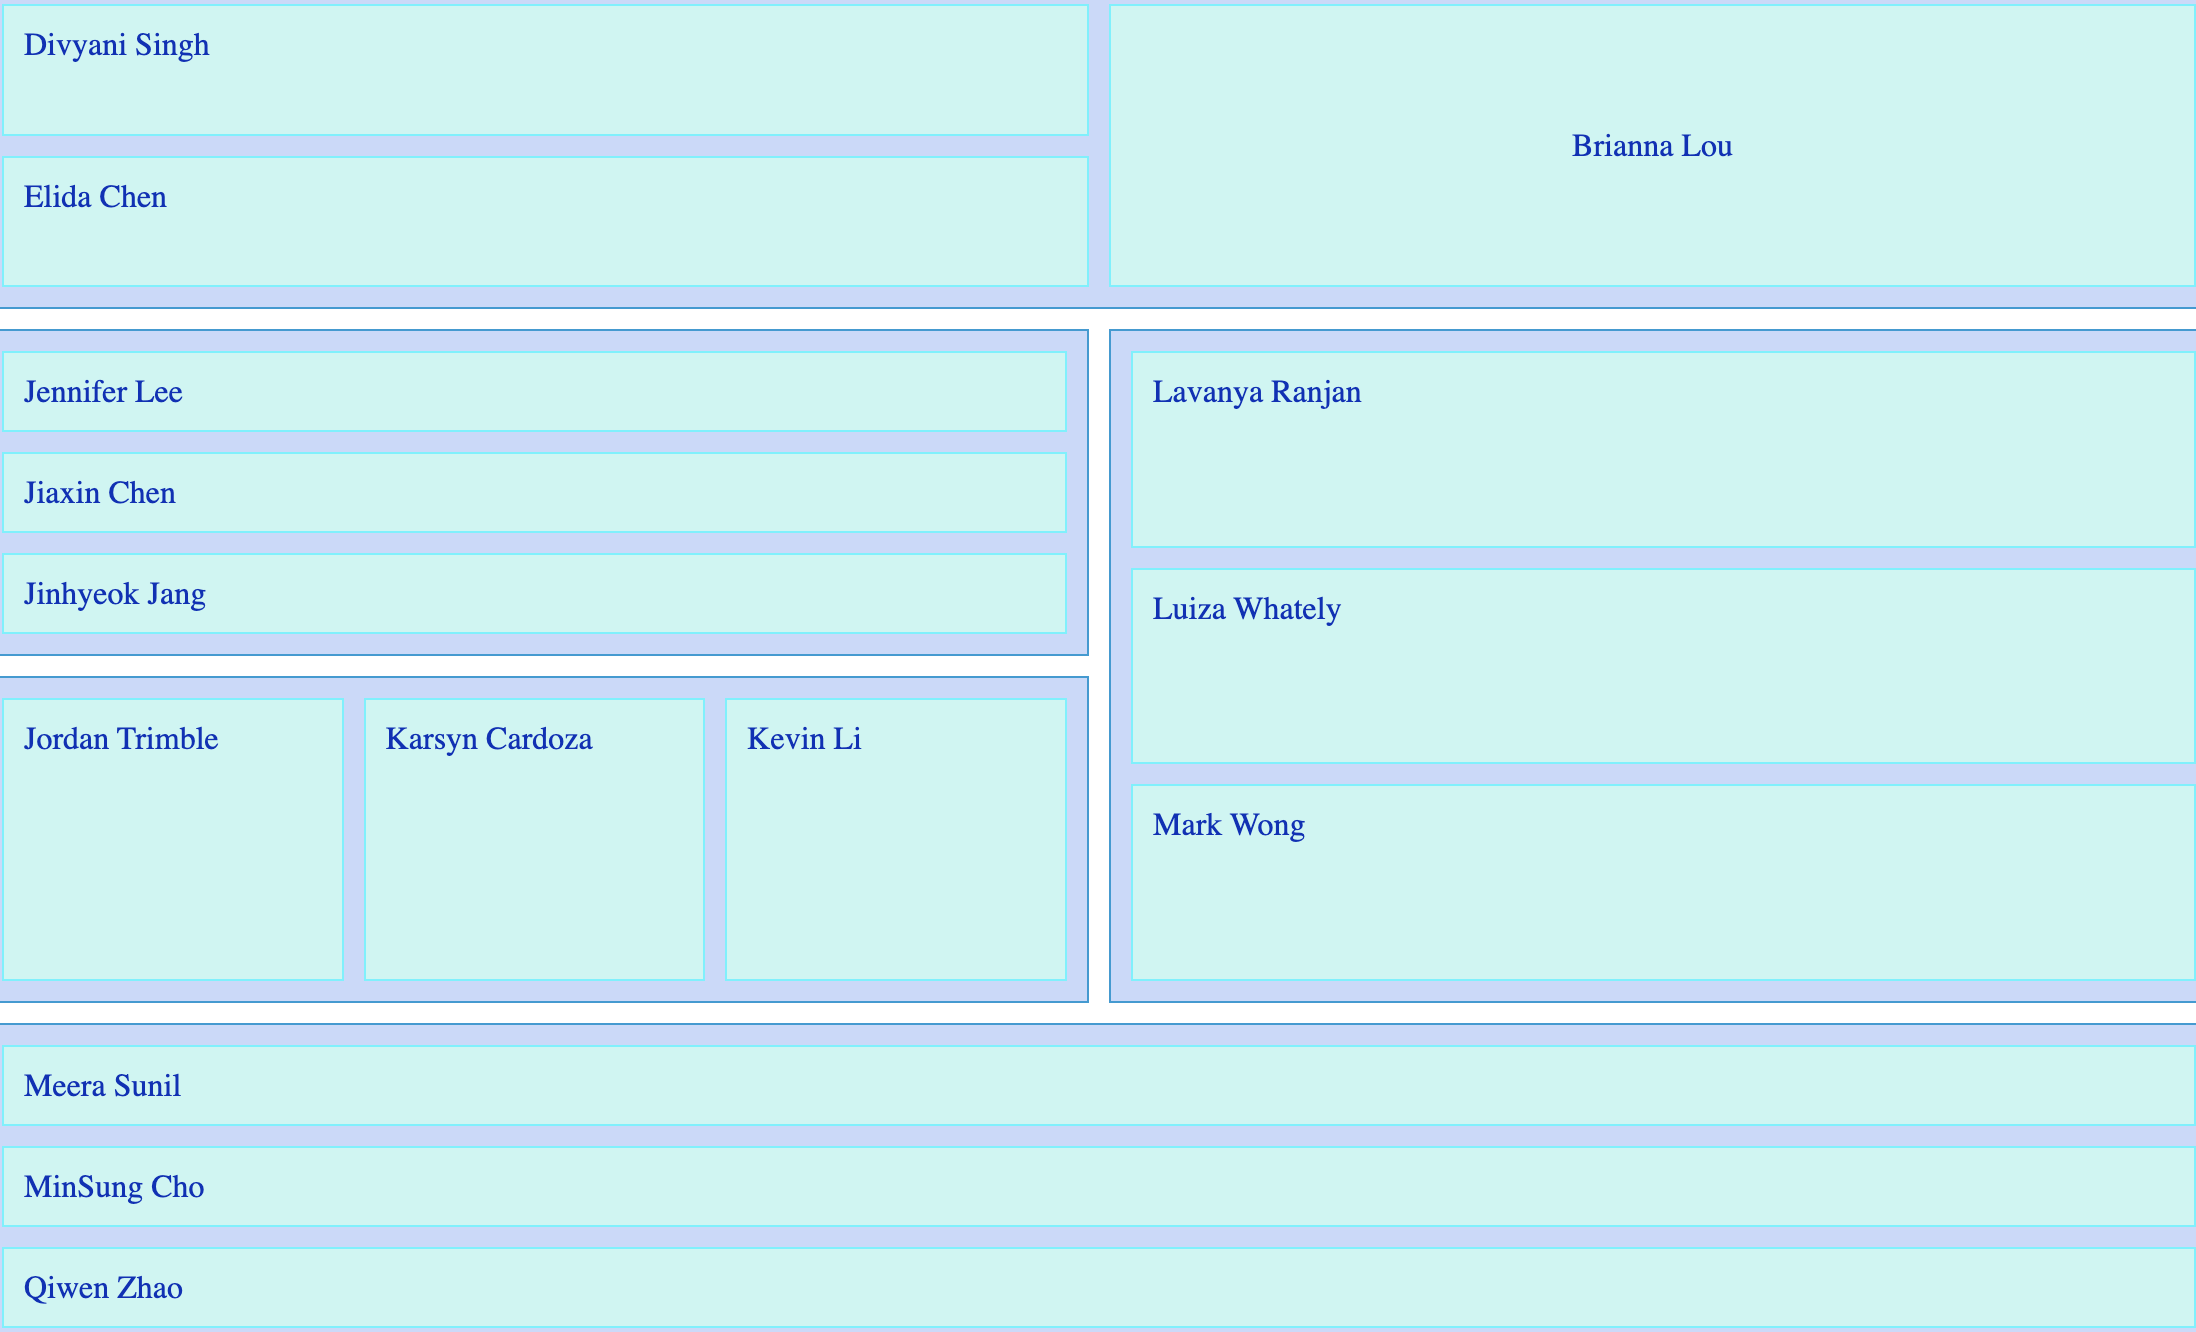 Divyani Singh
Brianna Lou
Elida Chen
Jennifer Lee
Jiaxin Chen
Jinhyeok Jang
Jordan Trimble
Karsyn Cardoza
Kevin Li
Lavanya Ranjan
Luiza Whately
Mark Wong
Meera Sunil
MinSung Cho
Qiwen Zhao